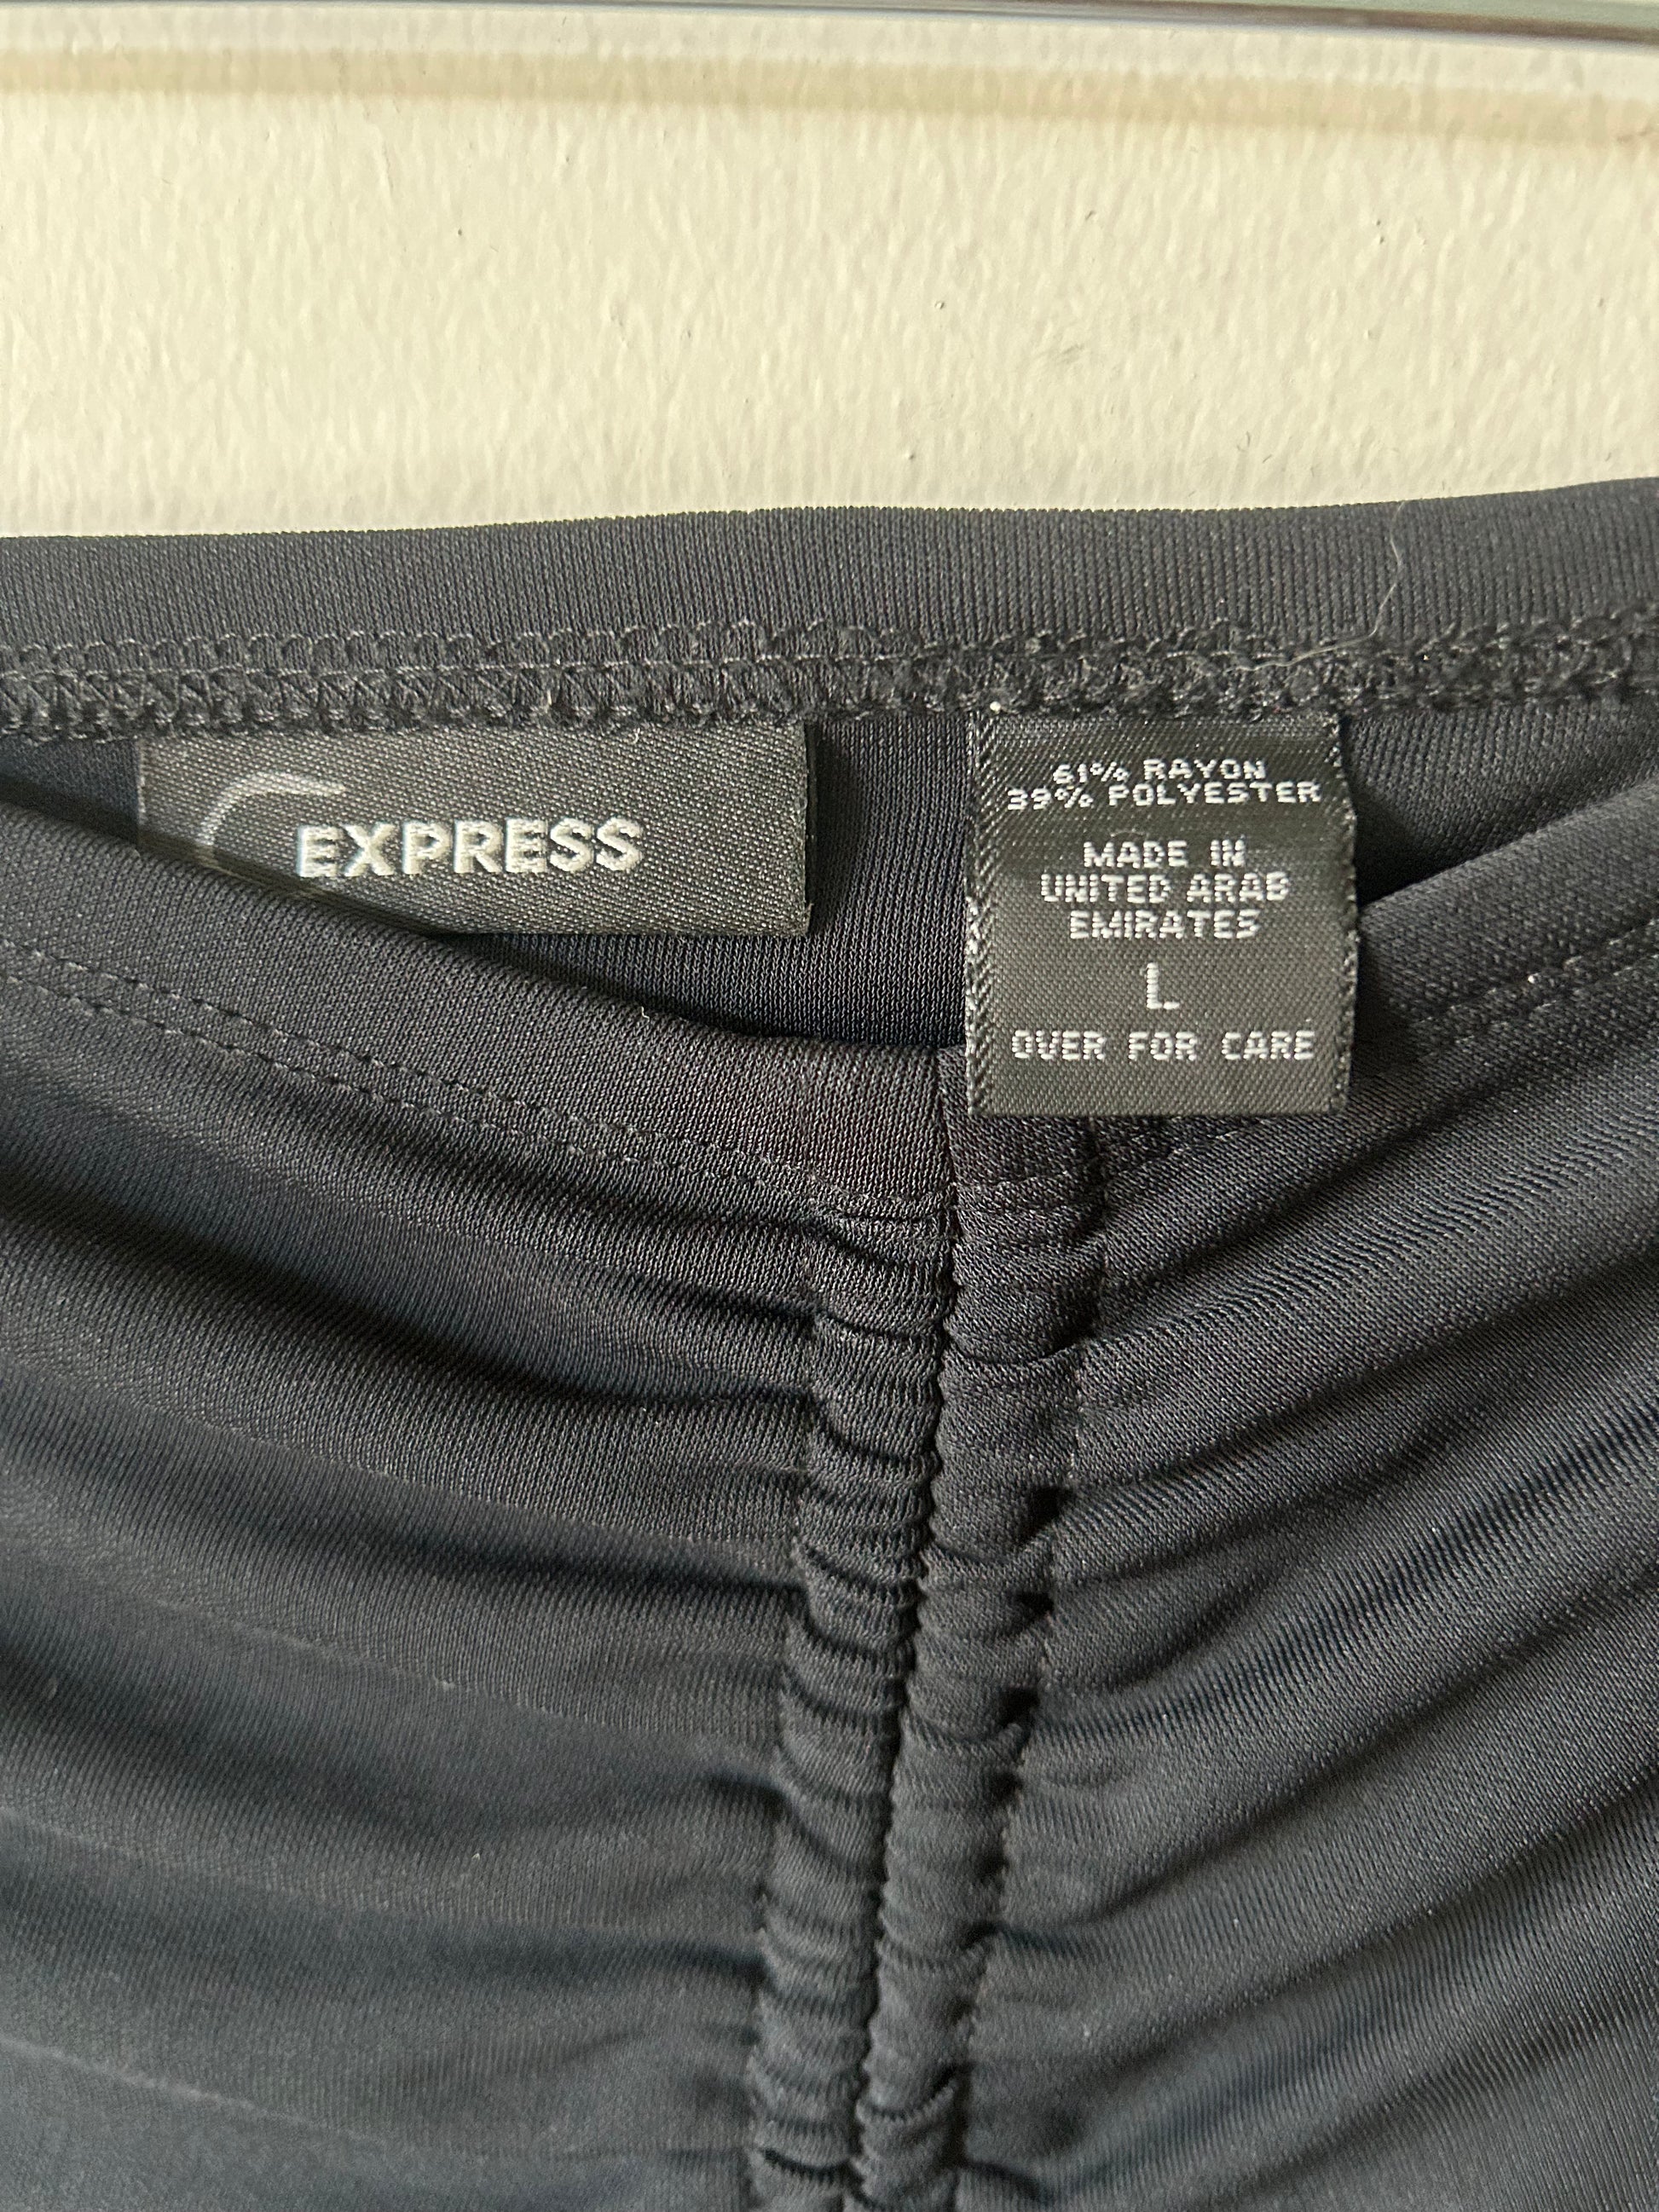 EXPRESS
61% RAYON
39% POLYESTER
MADE IN
UNITED ARAB
EMIRATES
L
OVER FOR CARE